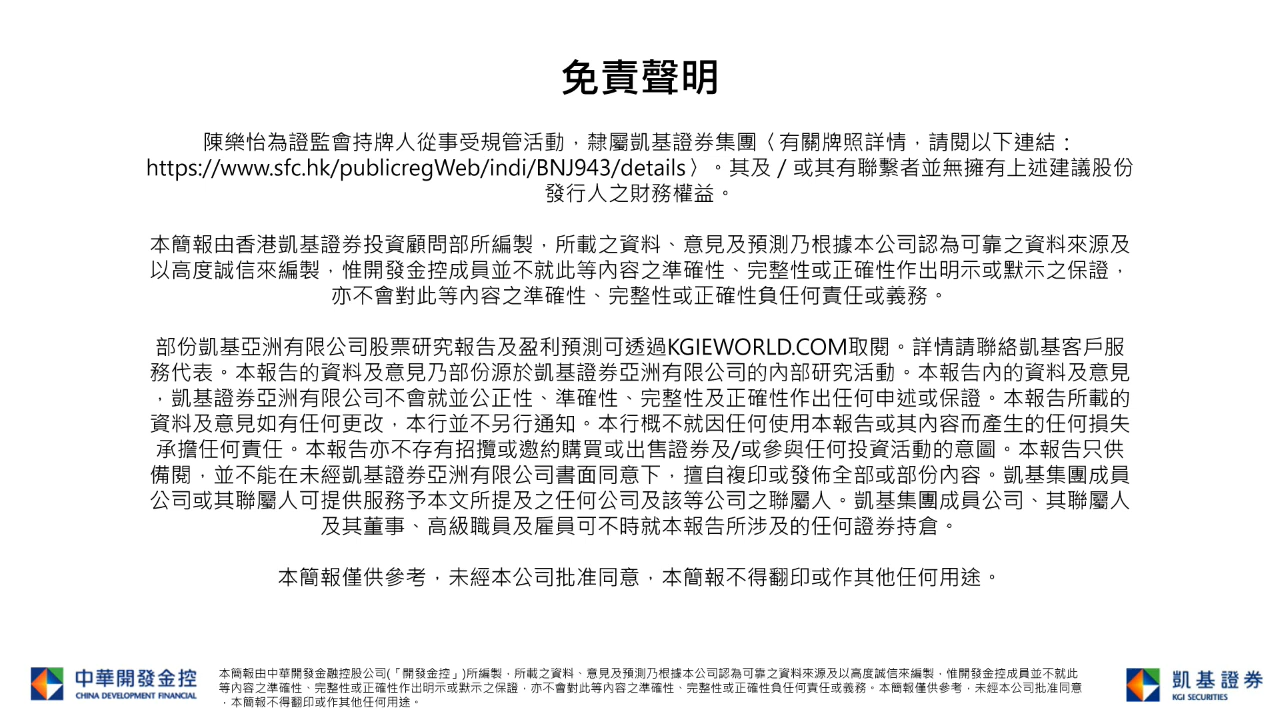 免責聲明
陳樂怡為證監會持牌人從事受規管活動，隸屬凱基證券集團〈有關牌照詳情，請閱以下連結：
https://www.sfc.hk/publicregWeb/indi/BNJ943/details〉。其及 / 或其有聯繫者並無擁有上述建議股份
發行人之財務權益。
本簡報由香港凱基證券投資顧問部所編製，所載之資料、意見及預測乃根據本公司認為可靠之資料來源及
以高度誠信來編製，惟開發金控成員並不就此等內容之準確性、完整性或正確性作出明示或默示之保證，
亦不會對此等內容之準確性、完整性或正確性負任何責任或義務。
部份凱基亞洲有限公司股票研究報告及盈利預測可透過KGIEWORLD.COM取閱。詳情請聯絡凱基客戶服
務代表。本報告的資料及意見乃部份源於凱基證券亞洲有限公司的內部研究活動。本報告內的資料及意見
，凱基證券亞洲有限公司不會就並公正性、準確性、完整性及正確性作出任何申述或保證。本報告所載的
資料及意見如有任何更改，本行並不另行通知。本行概不就因任何使用本報告或其內容而產生的任何損失
承擔任何責任。本報告亦不存有招攬或邀約購買或出售證券及/或參與任何投資活動的意圖。本報告只供
備閱，並不能在未經凱基證券亞洲有限公司書面同意下，擅自複印或發佈全部或部份內容。凱基集團成員
公司或其聯屬人可提供服務予本文所提及之任何公司及該等公司之聯屬人。凱基集團成員公司、其聯屬人
及其董事、高級職員及雇員可不時就本報告所涉及的任何證券持倉。
本簡報僅供參考，未經本公司批准同意，本簡報不得翻印或作其他任何用途。
中華開發金控
CHINA DEVELOPMENT FINANCIAL
本簡報由中華開發金融控股公司(「開發金控」)所編製，所載之資料、意見及預測乃根據本公司認為可靠之資料來源及以高度誠信來編製，惟開發金控成員並不就此
等內容之準確性、完整性或正確性作出明示或默示之保證，亦不會對此等內容之準確性、完整性或正確性負任何責任或義務。本簡報僅供參考，未經本公司批准同意
，本簡報不得翻印或作其他任何用途。
凱基證券
KGI SECURITIES